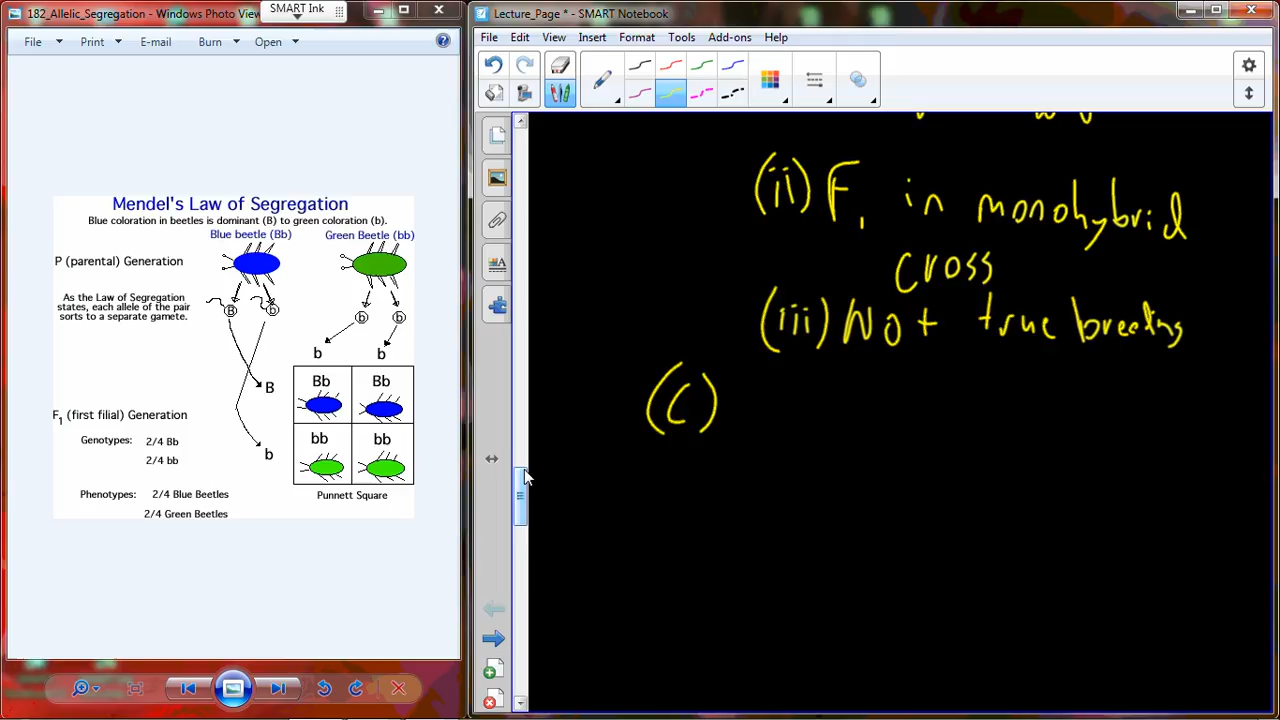 182_Allelic_Segregation - Windows Photo View
SMART Ink
File Print E-mail Burn Open
Mendel's Law of Segregation
Blue coloration in beetles is dominant (B) to green coloration (b).
Blue beetle (Bb) Green Beetle (bb)
P (parental) Generation
As the Law of Segregation
states, each allele of the pair
sorts to a separate gamete.
B b b b
b b
B
b
Bb Bb
bb bb
Punnett Square
F1 (first filial) Generation
Genotypes: 2/4 Bb
2/4 bb
Phenotypes: 2/4 Blue Beetles
2/4 Green Beetles
Lecture_Page * - SMART Notebook
File Edit View Insert Format Tools Add-ons Help
(ii) F1 in monohybrid
cross
(iii) Not true breeding
(C)